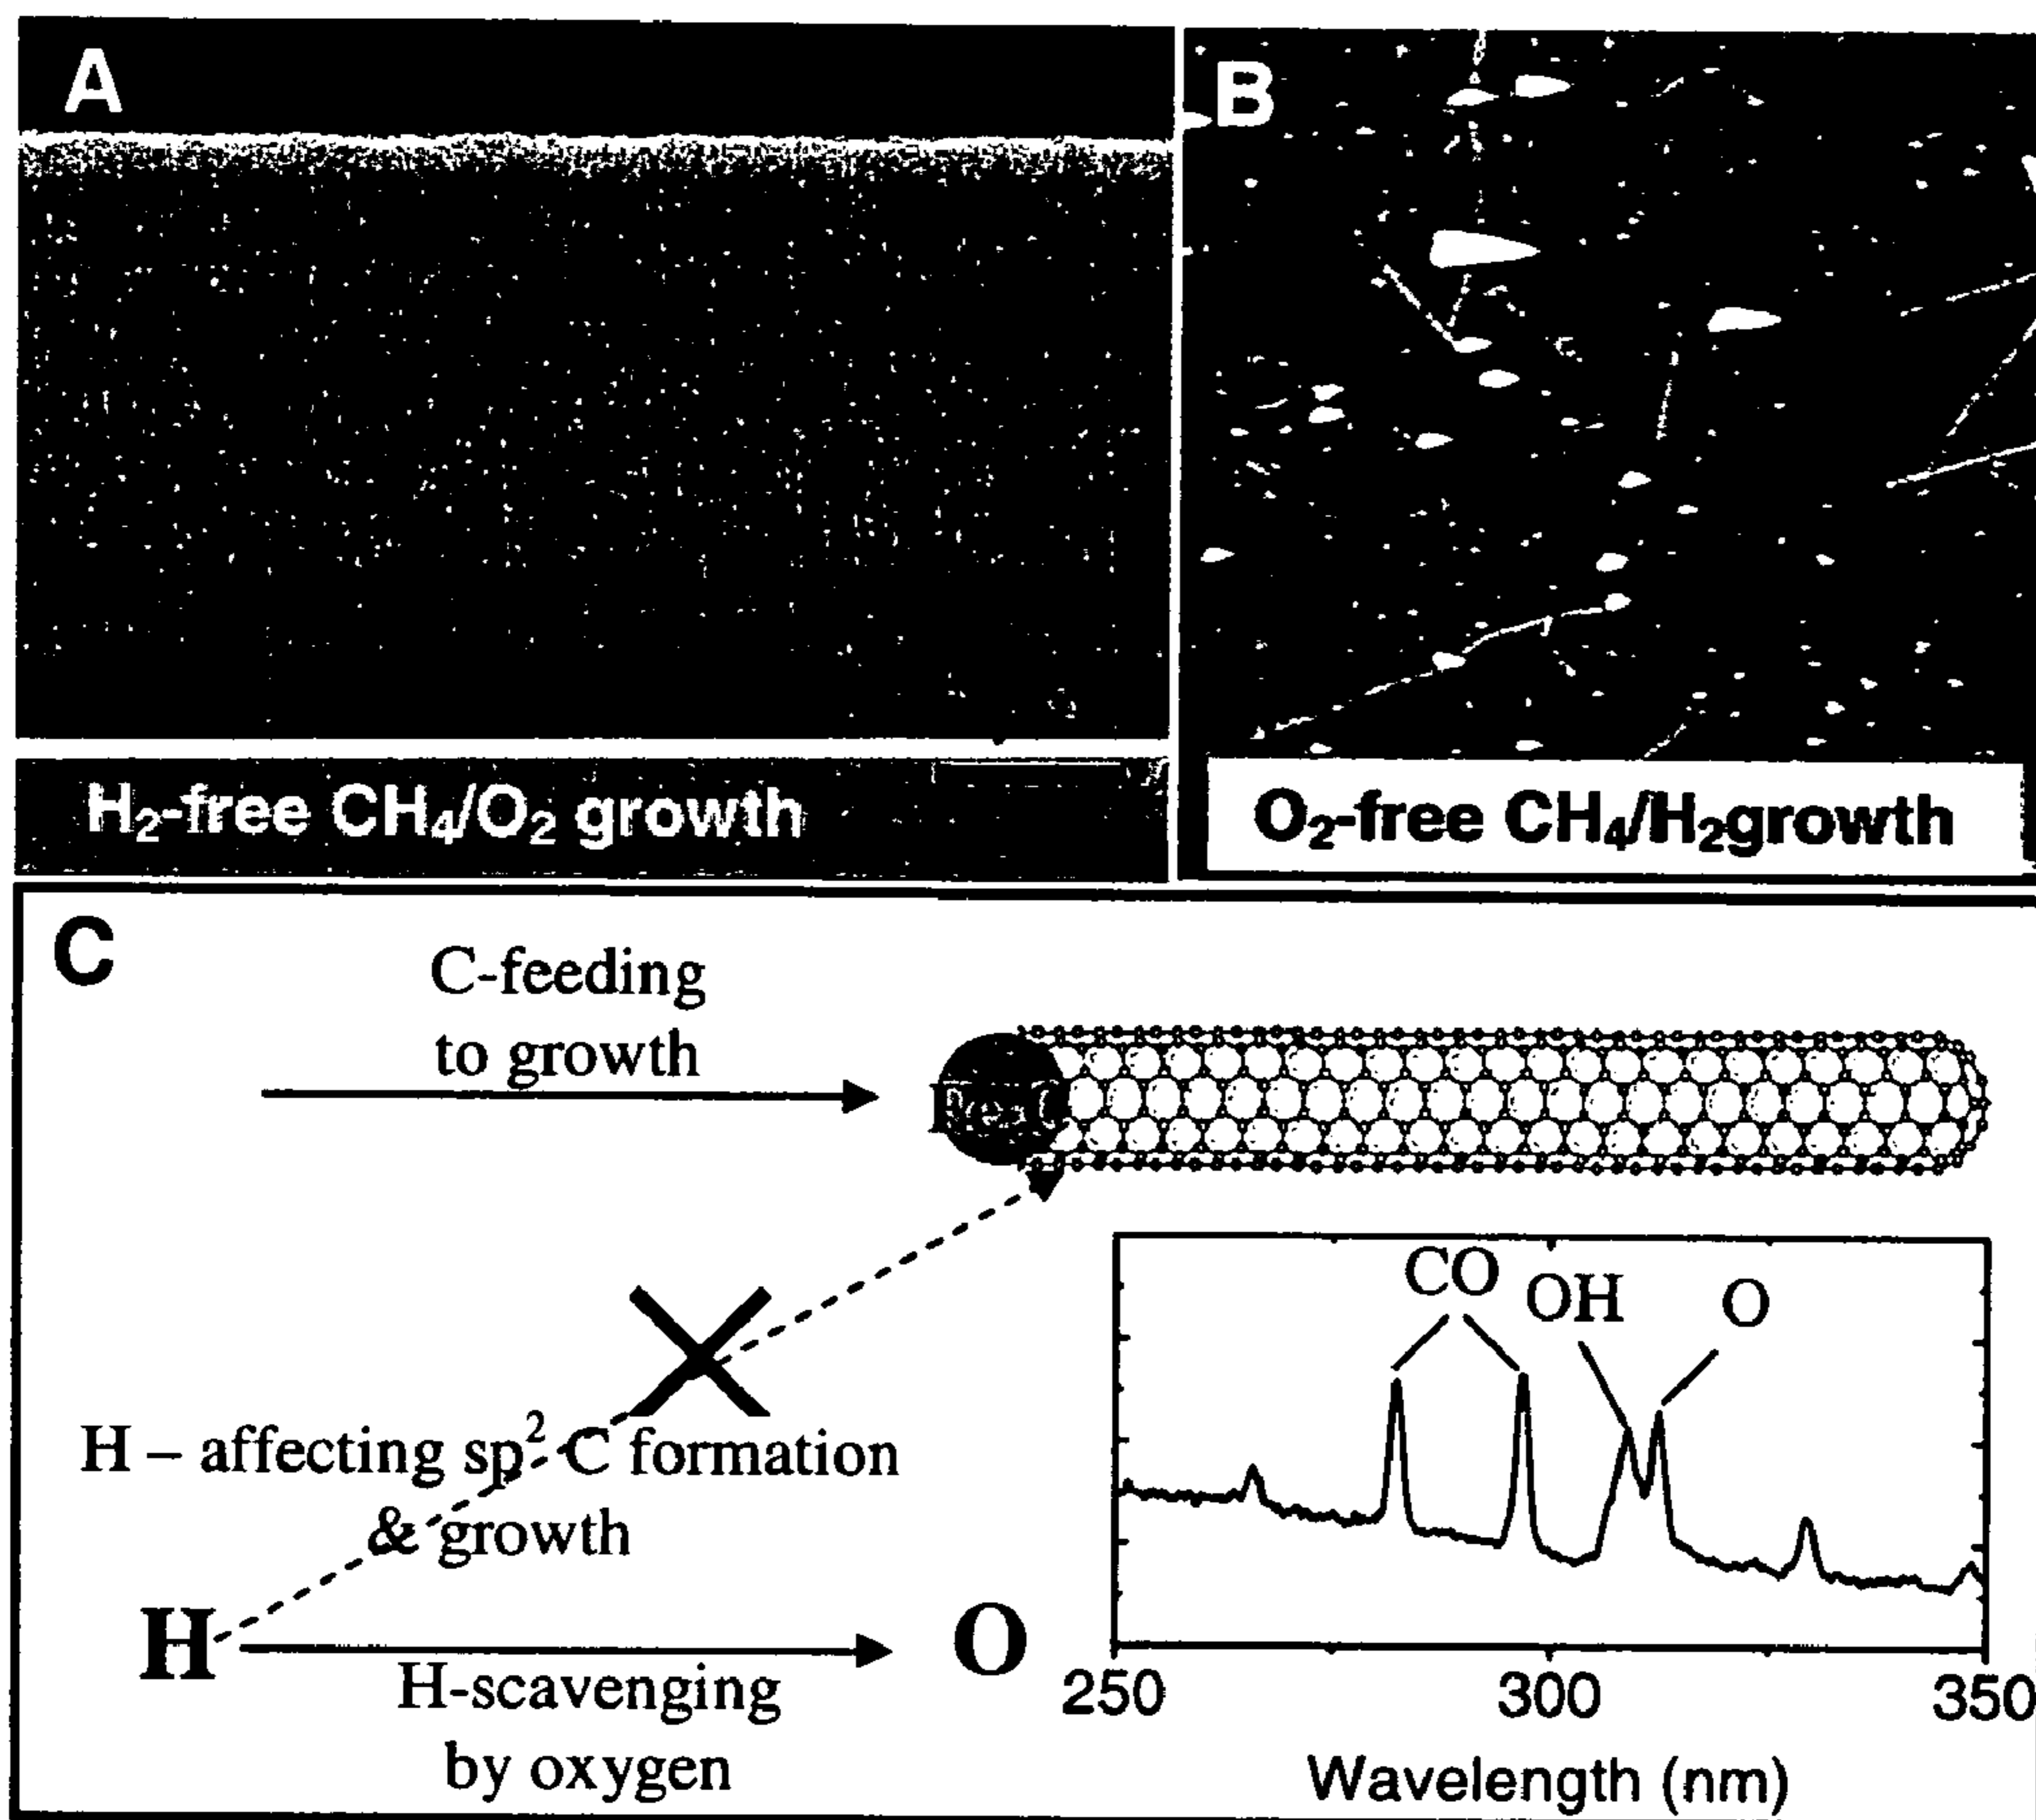 A
B
H₂-free CH₄/O₂ growth
O₂-free CH₄/H₂growth
C
C-feeding
to growth
H – affecting sp² C formation
& growth
H
O
H-scavenging
by oxygen
CO
OH
O
250
300
350
Wavelength (nm)